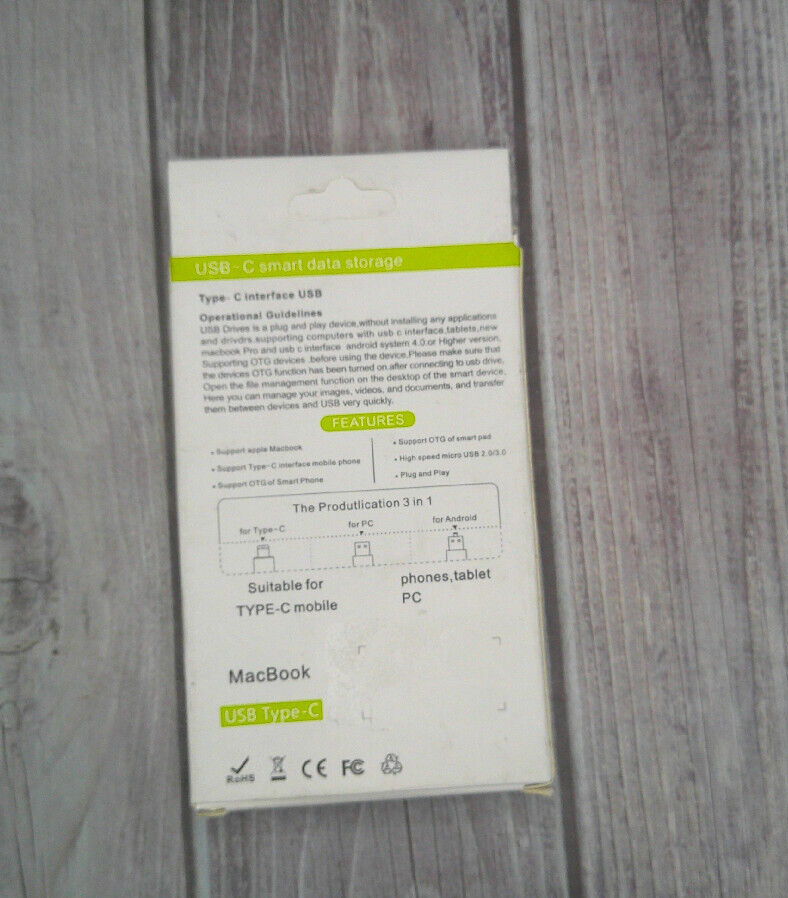 USB-C smart data storage
Type-C interface USB
Operational Guidelines
USB Drives is a plug and play device,without installing any applications
and drivdrs.supporting computers with usb c interface,tablets,new
macbook Pro and usb c interface android system 4.0.or Higher version,
Supporting OTG devices .before using the device.Please make sure that
the devices OTG function has been turned on.after connecting to usb drive,
Open the file management function on the desktop of the smart device,
Here you can manage your images, videos, and documents, and transfer
them between devices and USB very quickly.
FEATURES
• Support apple Macbook
• Support Type-C interface mobile phone
• Support OTG of Smart Phone
• Support OTG of smart pad
• High speed micro USB 2.0/3.0
• Plug and Play
The Produtlication 3 in 1
for Type-C
for PC
for Android
Suitable for
TYPE-C mobile
phones,tablet
PC
MacBook
USB Type-C
RoHS
CE
FC